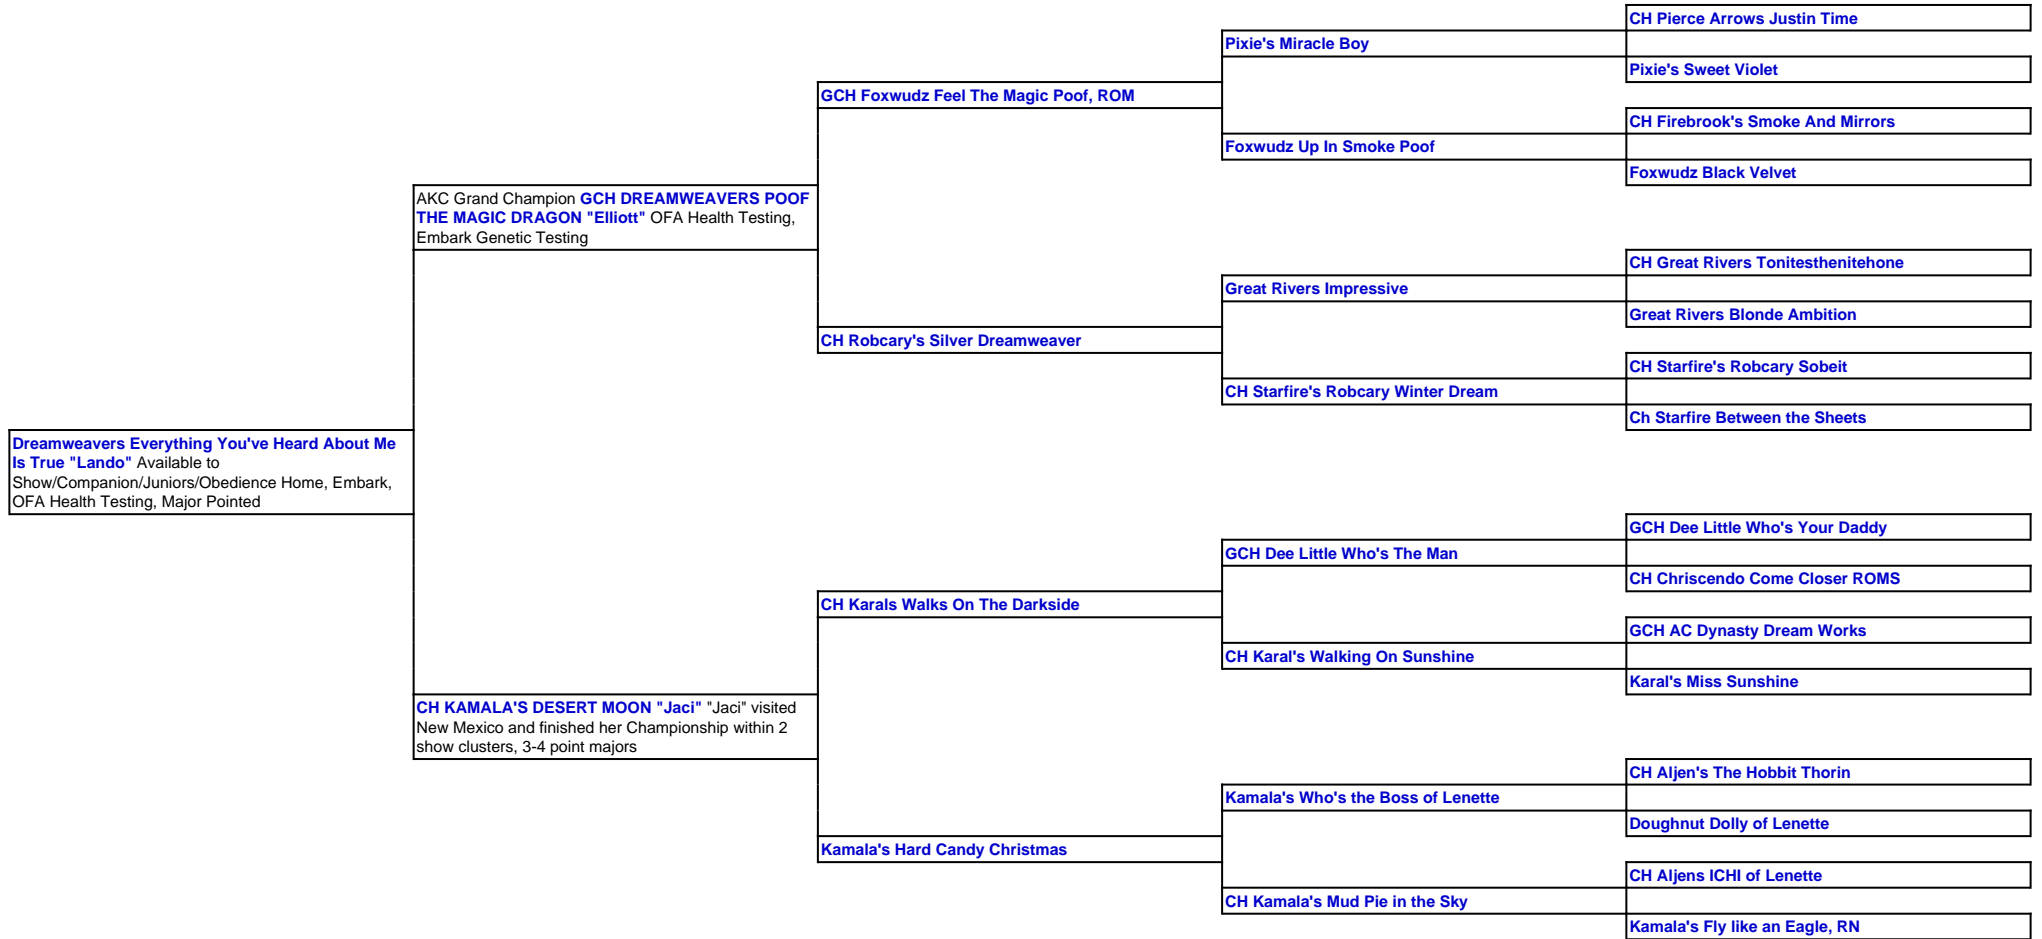 CH Pierce Arrows Justin Time
Pixie's Miracle Boy
Pixie's Sweet Violet
GCH Foxwudz Feel The Magic Poof, ROM
CH Firebrook's Smoke And Mirrors
Foxwudz Up In Smoke Poof
Foxwudz Black Velvet
AKC Grand Champion GCH DREAMWEAVERS POOF
THE MAGIC DRAGON "Elliott" OFA Health Testing,
Embark Genetic Testing
CH Great Rivers Tonitesthenitehone
Great Rivers Impressive
Great Rivers Blonde Ambition
CH Robcary's Silver Dreamweaver
CH Starfire's Robcary Sobeit
CH Starfire's Robcary Winter Dream
Ch Starfire Between the Sheets
Dreamweavers Everything You've Heard About Me
Is True "Lando" Available to
Show/Companion/Juniors/Obedience Home, Embark,
OFA Health Testing, Major Pointed
GCH Dee Little Who's Your Daddy
GCH Dee Little Who's The Man
CH Chriscendo Come Closer ROMS
CH Karals Walks On The Darkside
GCH AC Dynasty Dream Works
CH Karal's Walking On Sunshine
Karal's Miss Sunshine
CH KAMALA'S DESERT MOON "Jaci" "Jaci" visited
New Mexico and finished her Championship within 2
show clusters, 3-4 point majors
CH Aljen's The Hobbit Thorin
Kamala's Who's the Boss of Lenette
Doughnut Dolly of Lenette
Kamala's Hard Candy Christmas
CH Aljens ICHI of Lenette
CH Kamala's Mud Pie in the Sky
Kamala's Fly like an Eagle, RN